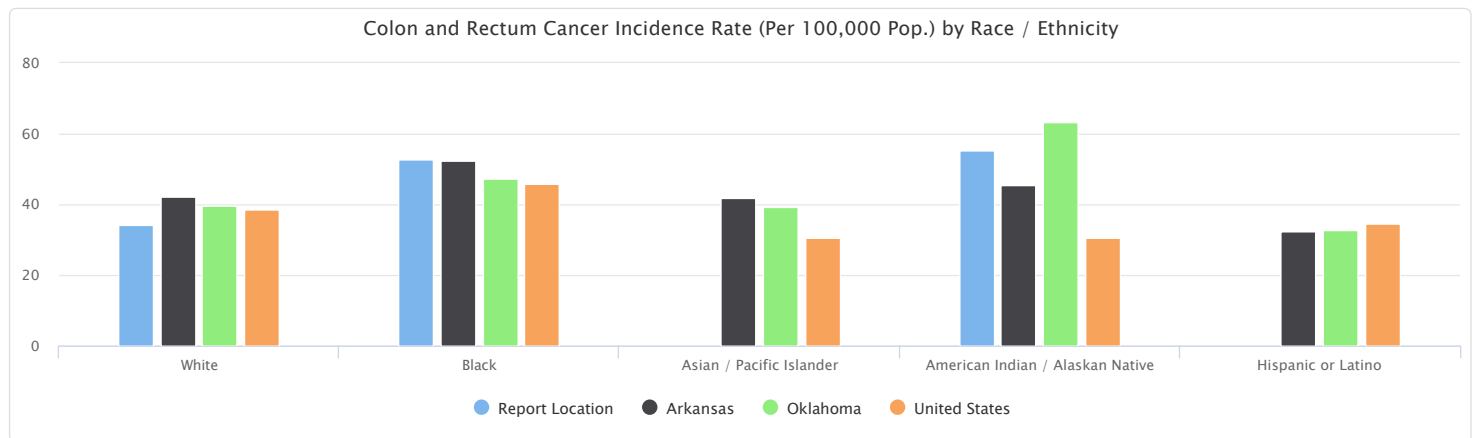 Colon and Rectum Cancer Incidence Rate (Per 100,000 Pop.) by Race / Ethnicity
80
60
40
20
0
White Black Asian / Pacific Islander American Indian / Alaskan Native Hispanic or Latino
Report Location Arkansas Oklahoma United States